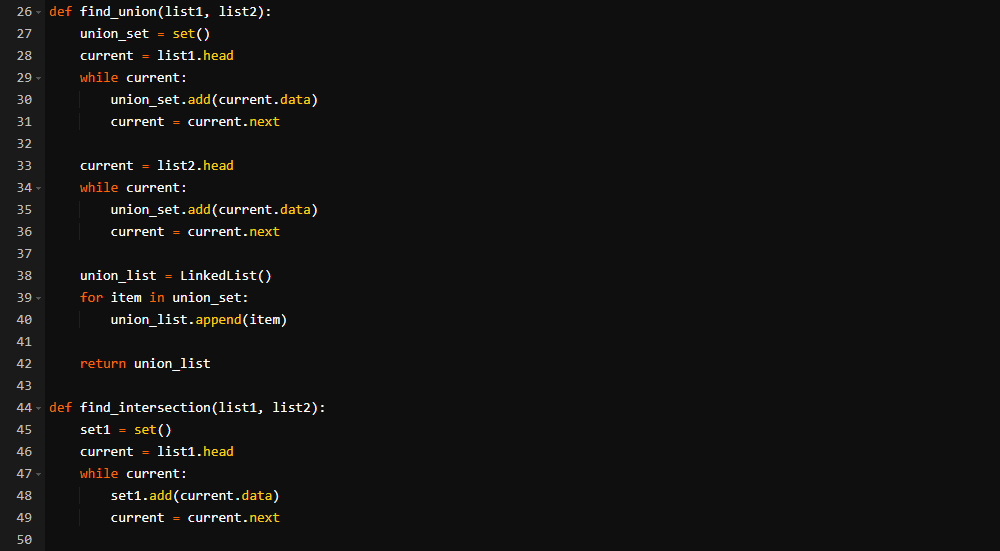 26 def find_union(list1, list2):
27     union_set = set()
28     current = list1.head
29     while current:
30         union_set.add(current.data)
31         current = current.next
32
33     current = list2.head
34     while current:
35         union_set.add(current.data)
36         current = current.next
37
38     union_list = LinkedList()
39     for item in union_set:
40         union_list.append(item)
41
42     return union_list
43
44 def find_intersection(list1, list2):
45     set1 = set()
46     current = list1.head
47     while current:
48         set1.add(current.data)
49         current = current.next
50